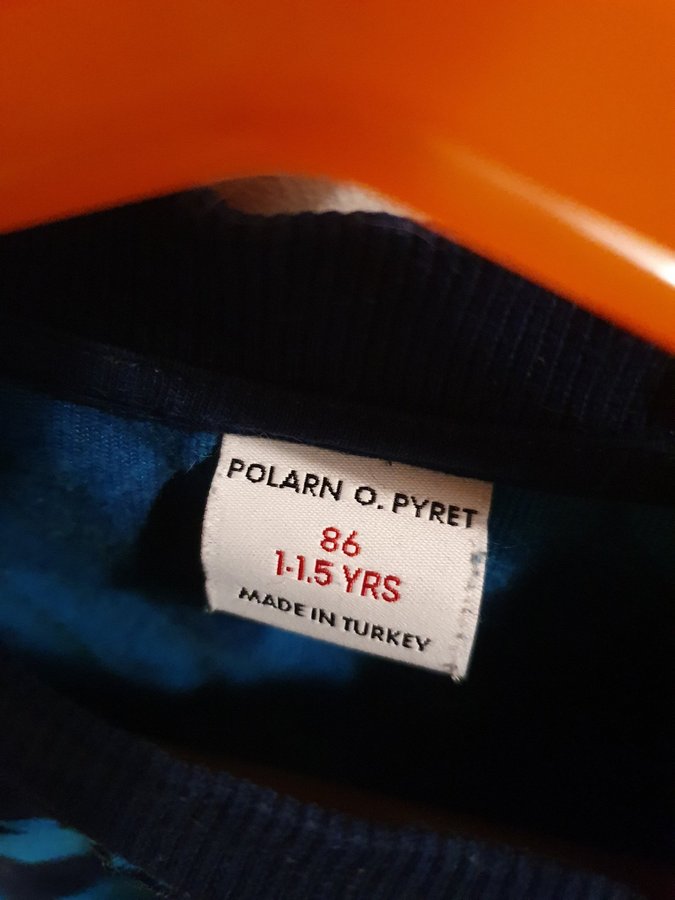 POLARN O. PYRET
86
1-1.5 YRS
MADE IN TURKEY